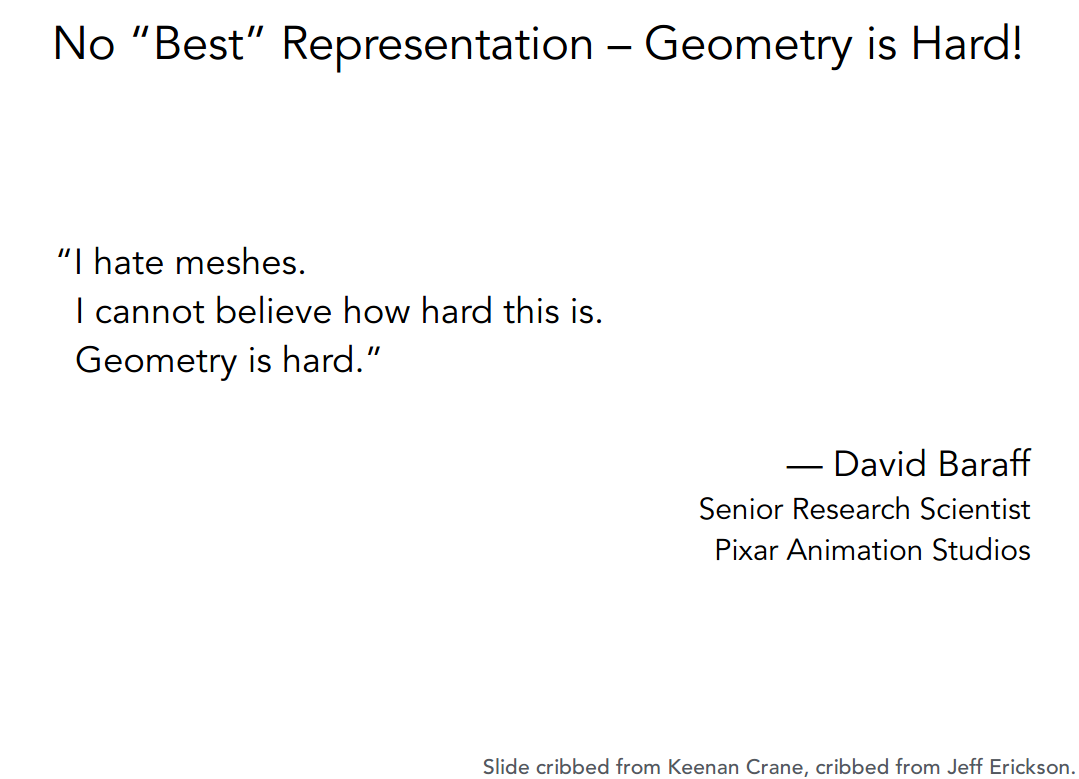 No “Best” Representation – Geometry is Hard!
“I hate meshes.
I cannot believe how hard this is.
Geometry is hard.”
— David Baraff
Senior Research Scientist
Pixar Animation Studios
Slide cribbed from Keenan Crane, cribbed from Jeff Erickson.